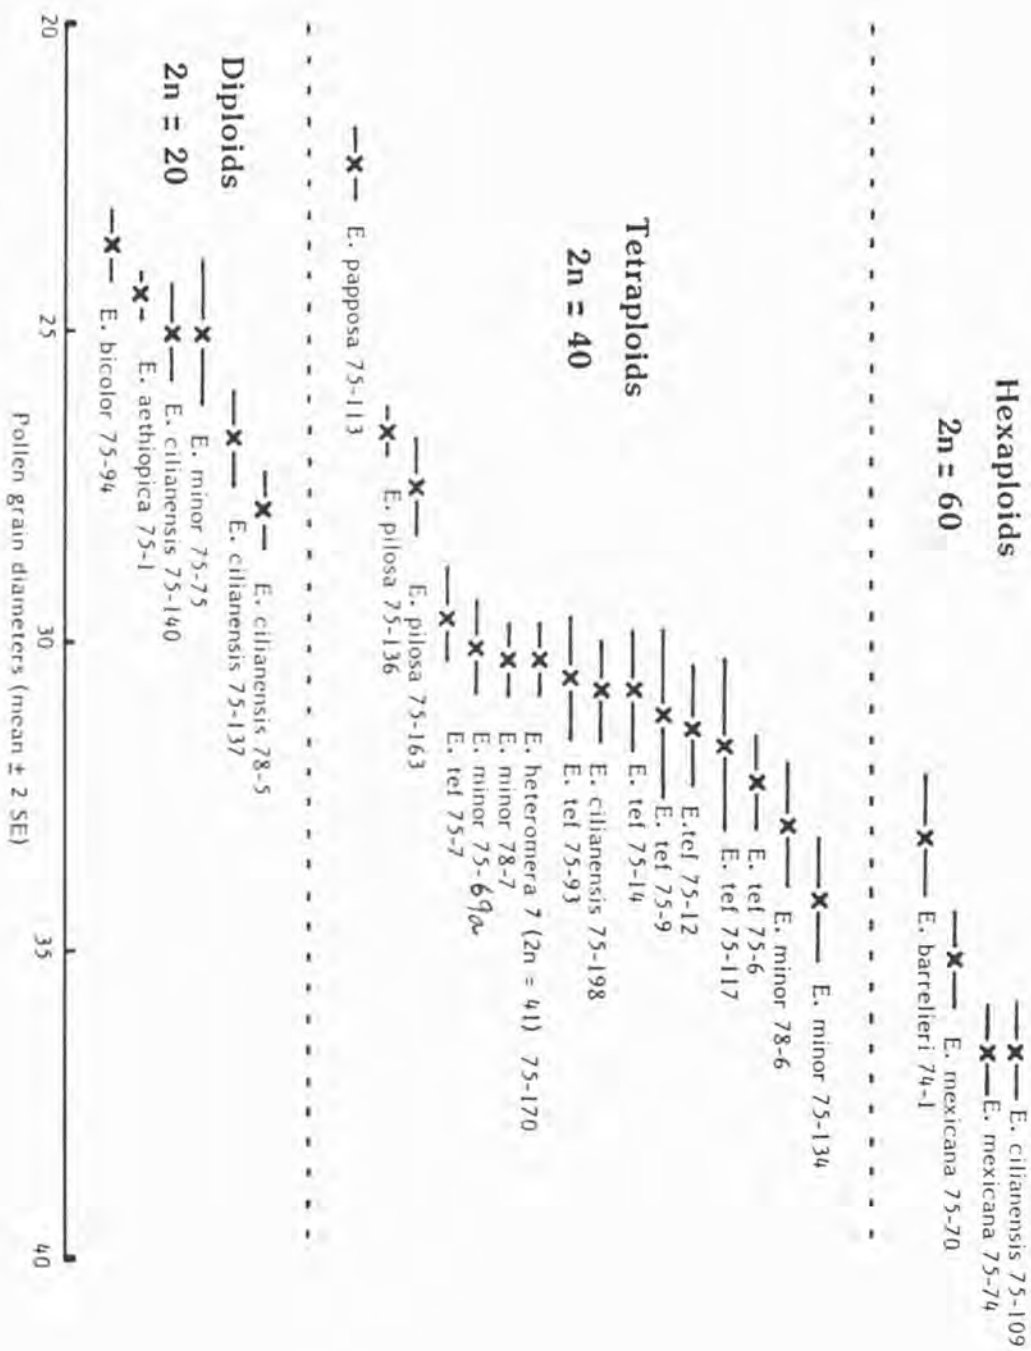 Hexaploids
2n = 60
E. cilianensis 75-109
E. mexicana 75-74
E. mexicana 75-70
E. barrelieri 74-1
Tetraploids
2n = 40
E. minor 75-134
E. minor 78-6
E. tef 75-6
E. tef 75-117
E.tef 75-12
E. tef 75-9
E. tef 75-14
E. cilianensis 75-198
E. tef 75-93
E. heteromera 7 (2n = 41) 75-170
E. minor 78-7
E. minor 75-69a
E. tef 75-7
E. pilosa 75-163
E. pilosa 75-136
E. papposa 75-113
Diploids
2n = 20
E. cilianensis 78-5
E. cilianensis 75-137
E. minor 75-75
E. cilianensis 75-140
E. aethiopica 75-1
E. bicolor 75-94
20 25 30 35 40
Pollen grain diameters (mean ± 2 SE)